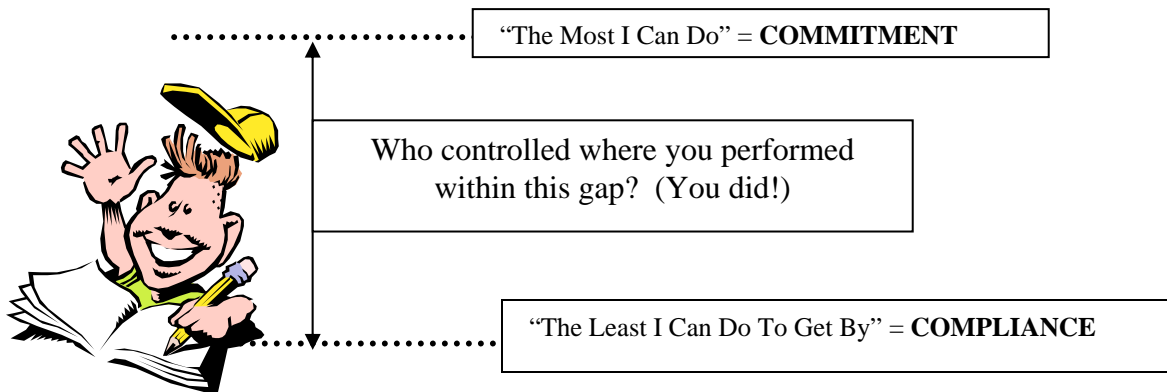 “The Most I Can Do” = COMMITMENT
Who controlled where you performed
within this gap?  (You did!)
“The Least I Can Do To Get By” = COMPLIANCE